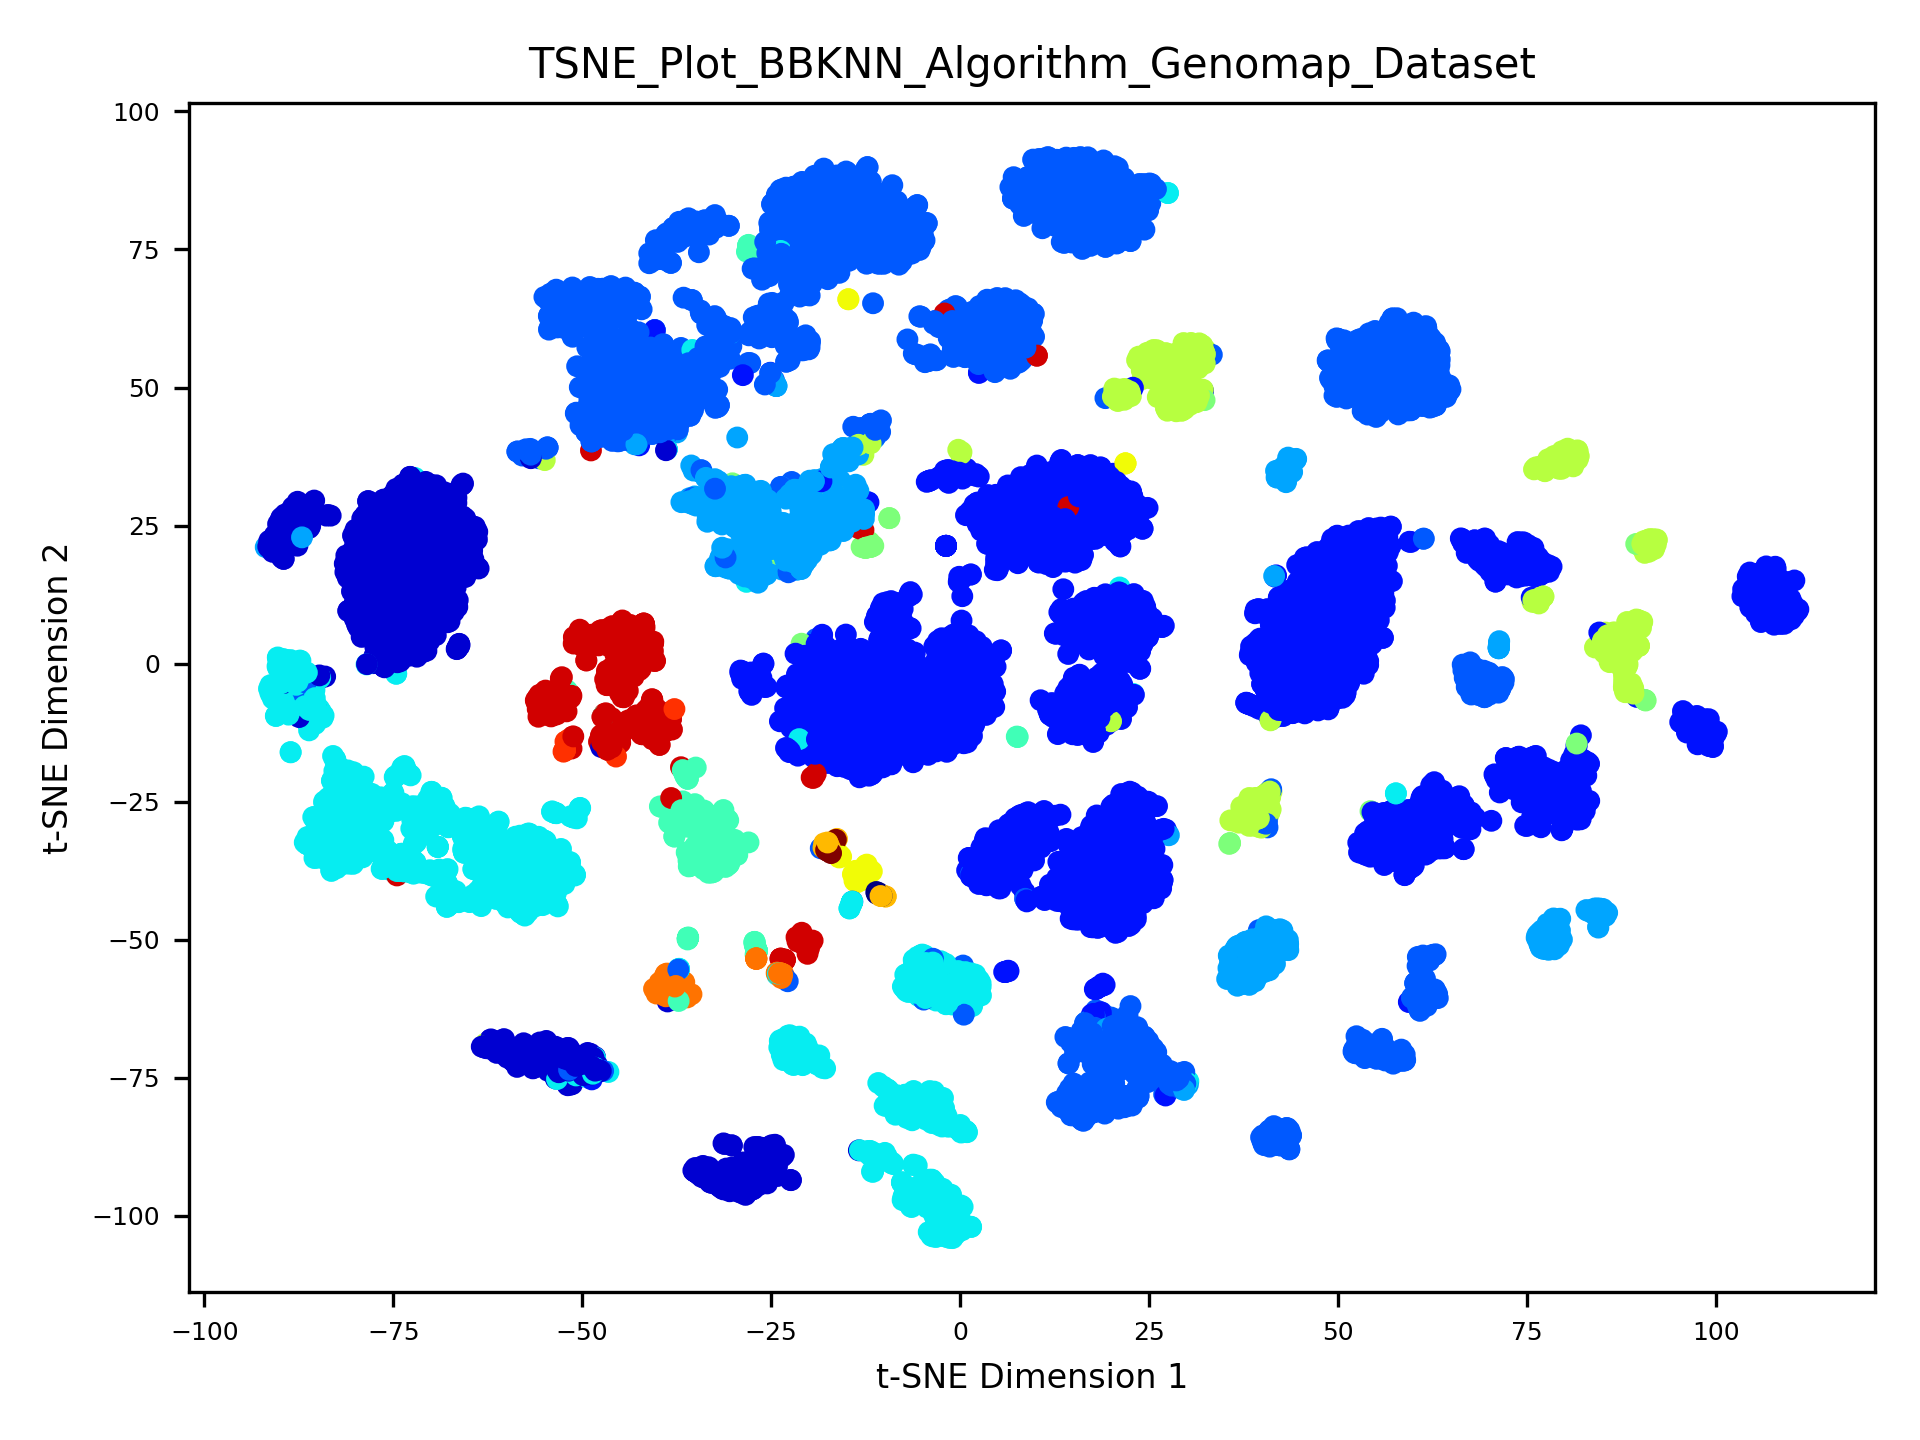 TSNE_Plot_BBKNN_Algorithm_Genomap_Dataset
100
75
50
25
0
−25
−50
−75
−100
t-SNE Dimension 2
−100 −75 −50 −25 0 25 50 75 100
t-SNE Dimension 1